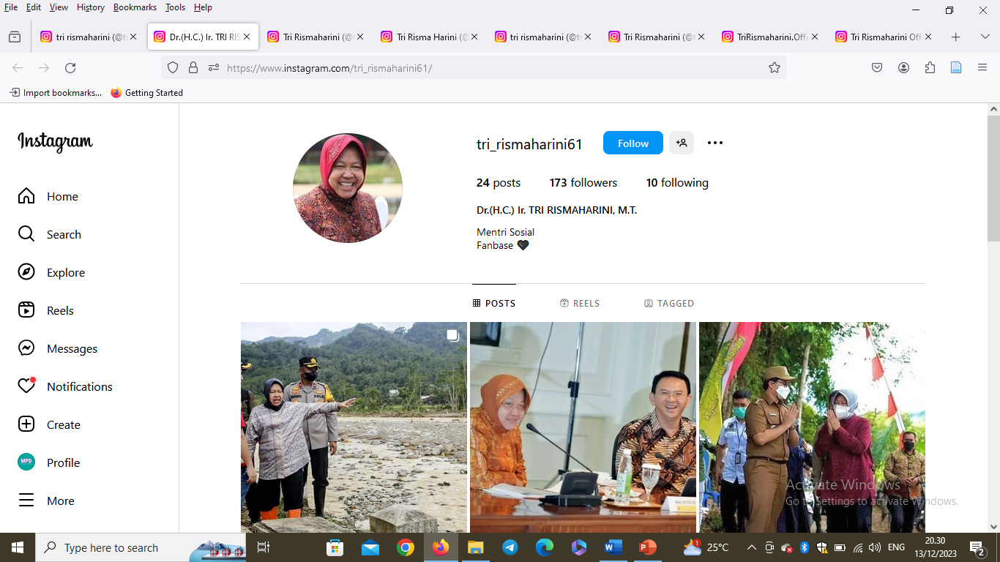 File Edit View History Bookmarks Tools Help
tri rismaharini (@tr
Dr.(H.C.) Ir. TRI RIS
Tri Rismaharini (@t
Tri Risma Harini (@
tri rismaharini (@tr
Tri Rismaharini (@t
TriRismaharini.Offi
Tri Rismaharini Off
https://www.instagram.com/tri_rismaharini61/
Import bookmarks... Getting Started
Instagram
Home
Search
Explore
Reels
Messages
Notifications
Create
MPD Profile
More
tri_rismaharini61 Follow
24 posts 173 followers 10 following
Dr.(H.C.) Ir. TRI RISMAHARINI, M.T.
Mentri Sosial
Fanbase 🖤
POSTS REELS TAGGED
Activate Windows
Go to Settings to activate Windows.
Type here to search
1 25°C ENG
20.30
13/12/2023
2